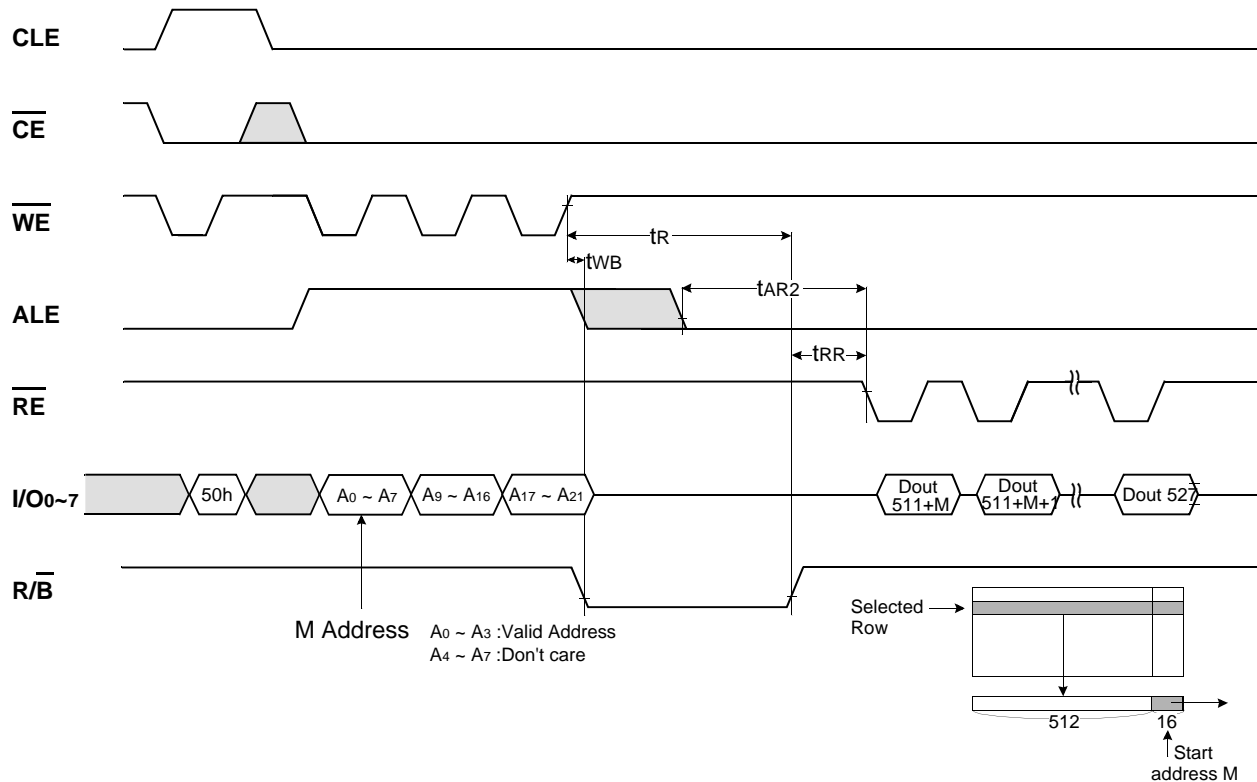 CLE
CE
WE
tR
tWB
ALE
tAR2
tRR
RE
I/O0~7
50h
A0 ~ A7
A9 ~ A16
A17 ~ A21
Dout
511+M
Dout
511+M+1
Dout 527
R/B
M Address
A0 ~ A3 :Valid Address
A4 ~ A7 :Don't care
Selected
Row
512
16
Start
address M